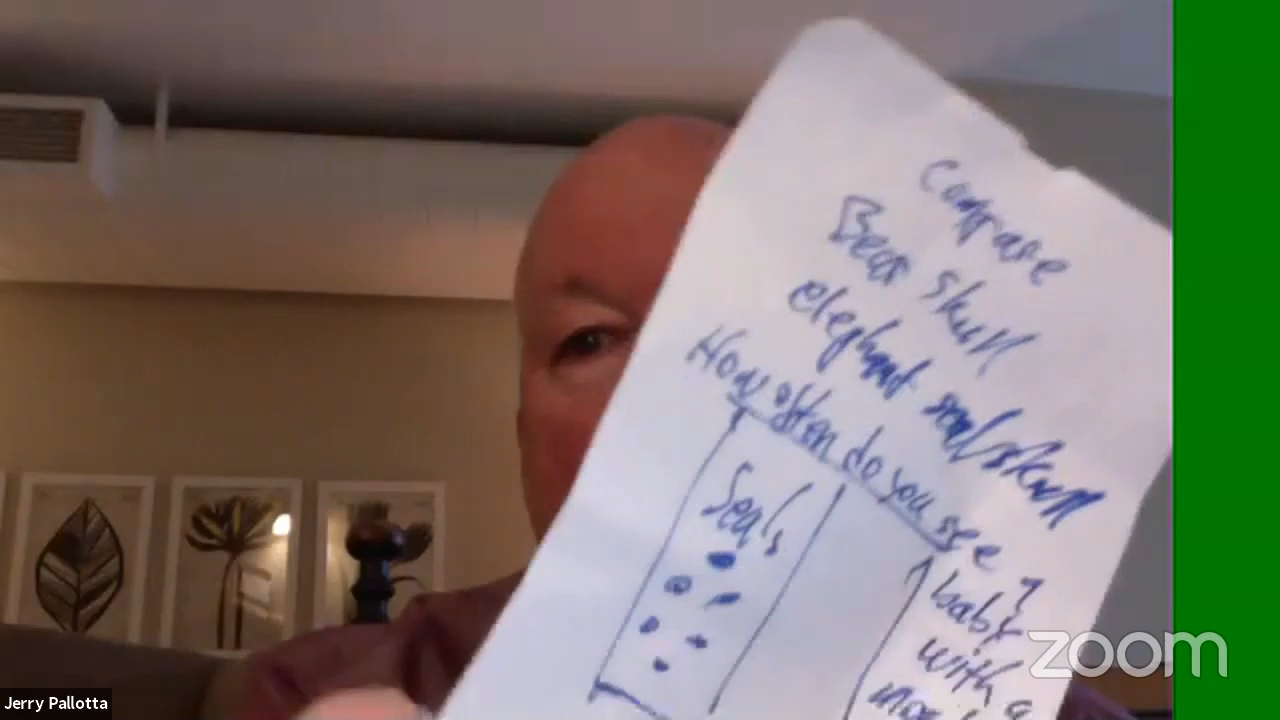 Compare
Bear skull
elephant seal skull
How often do you see
Seals
baby
with a
zoom
Jerry Pallotta